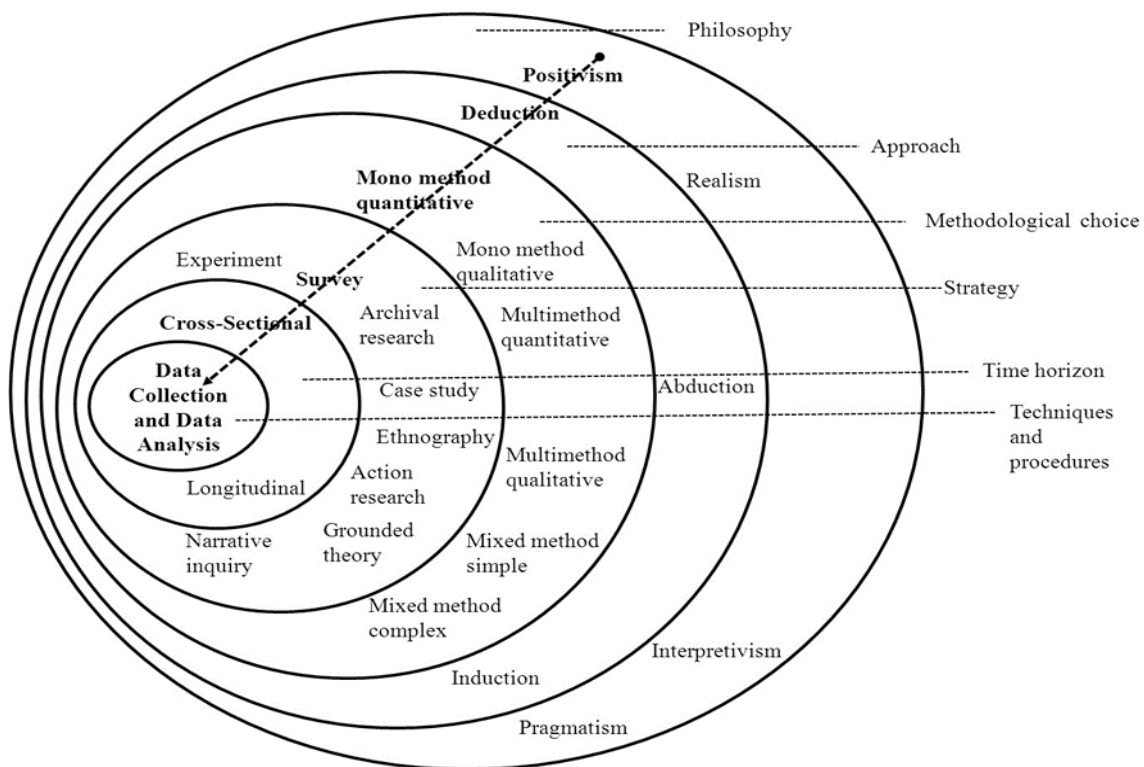 Philosophy
Positivism
Deduction
Approach
Realism
Mono method
quantitative
Methodological choice
Mono method
qualitative
Experiment
Survey
Strategy
Archival
research
Multimethod
quantitative
Cross-Sectional
Data
Collection
and Data
Analysis
Case study
Abduction
Time horizon
Techniques
and
procedures
Ethnography
Multimethod
qualitative
Action
research
Longitudinal
Narrative
inquiry
Grounded
theory
Mixed method
simple
Mixed method
complex
Interpretivism
Induction
Pragmatism